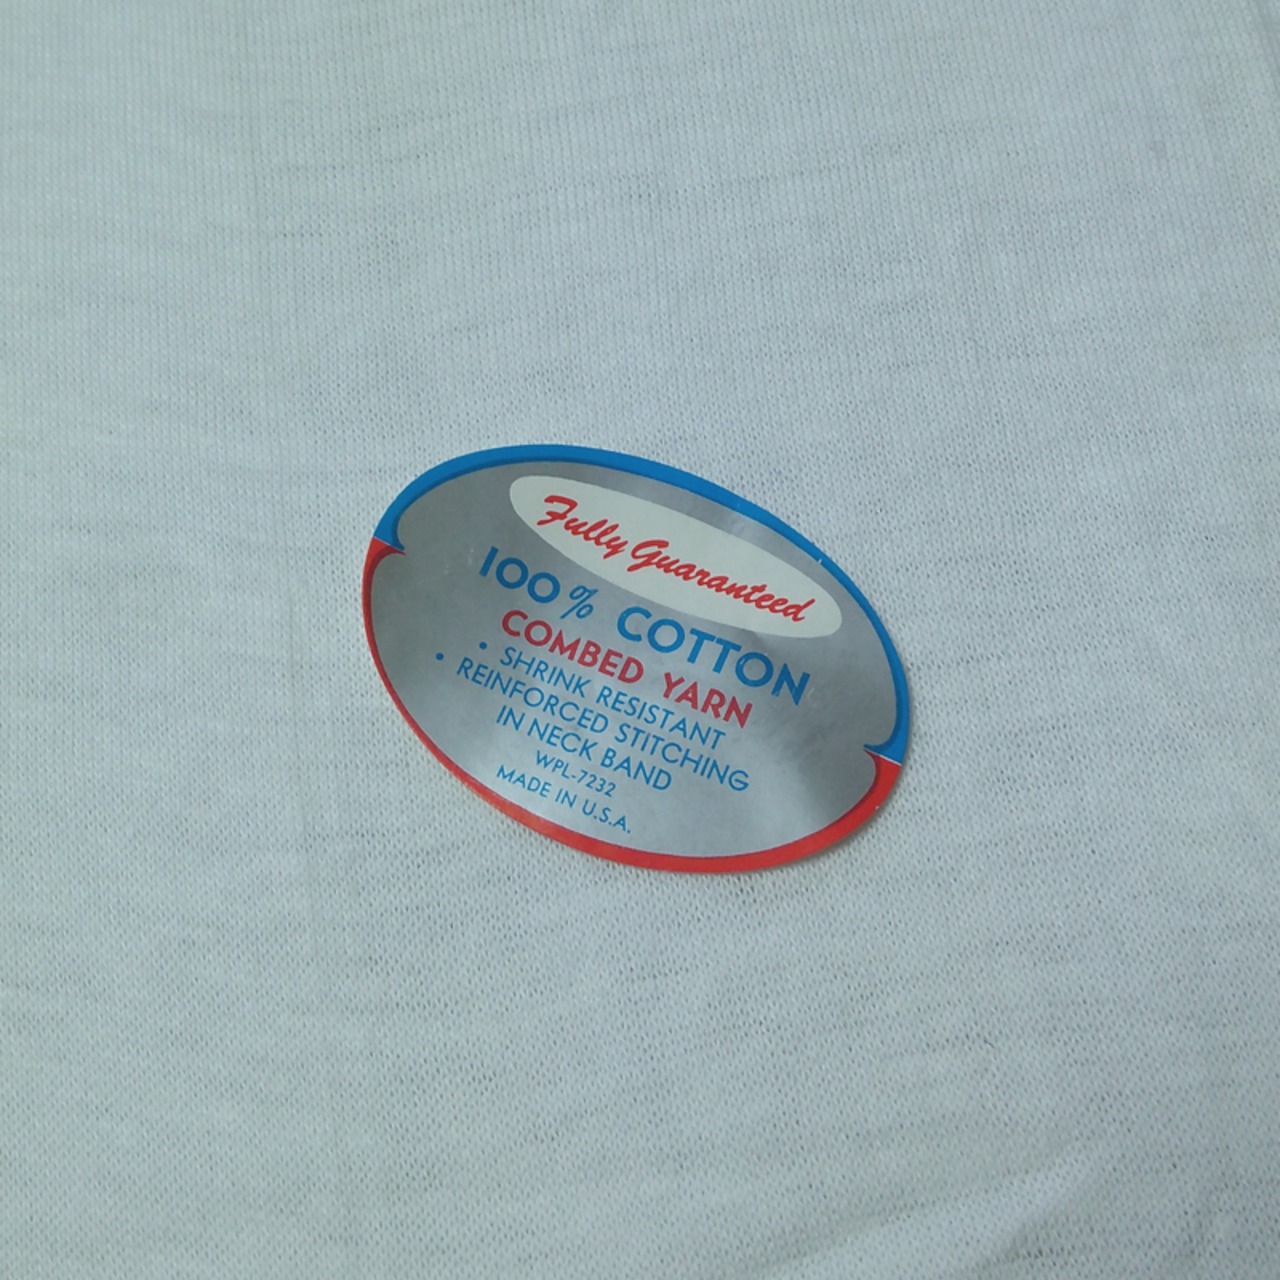 Fully Guaranteed
100% COTTON
COMBED YARN
• SHRINK RESISTANT
• REINFORCED STITCHING
IN NECK BAND
WPL-7232
MADE IN U.S.A.